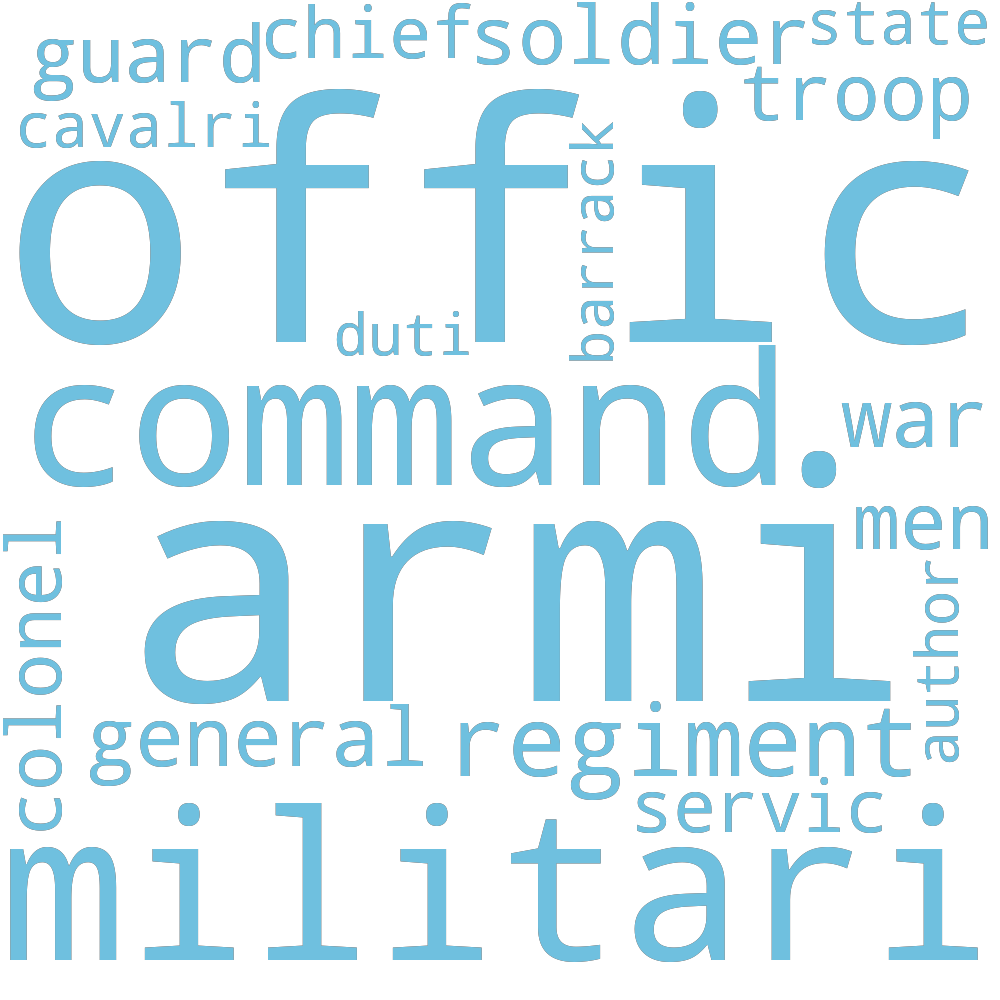 guard
chief
soldier
state
cavalri
troop
offic
barrack
duti
command
war
armi
men
colonel
author
general
regiment
servic
militari